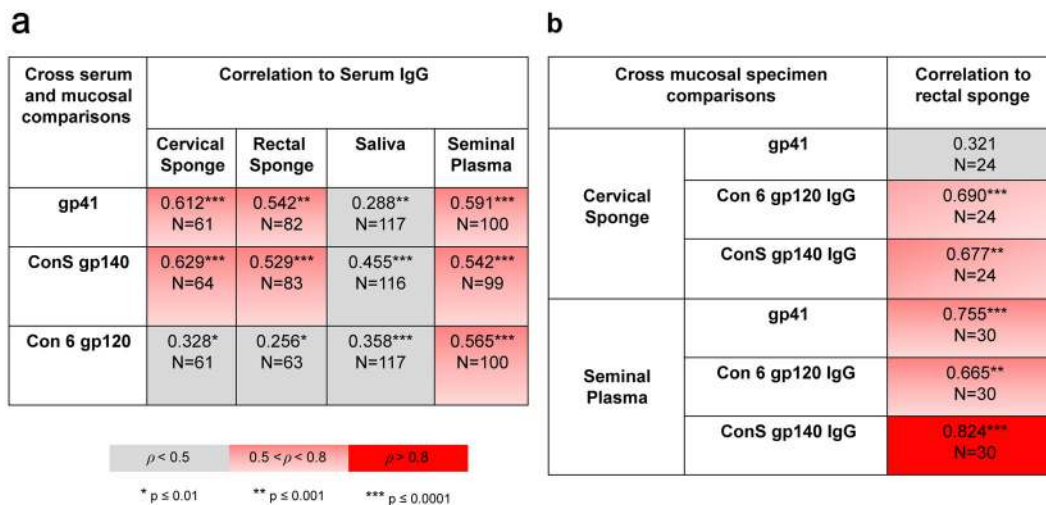 a
Cross serum and mucosal comparisons
Correlation to Serum IgG
Cervical Sponge
Rectal Sponge
Saliva
Seminal Plasma
gp41
0.612***
N=61
0.542**
N=82
0.288**
N=117
0.591***
N=100
ConS gp140
0.629***
N=64
0.529***
N=83
0.455***
N=116
0.542***
N=99
Con 6 gp120
0.328*
N=61
0.256*
N=63
0.358***
N=117
0.565***
N=100
ρ < 0.5
0.5 < ρ < 0.8
ρ > 0.8
* p ≤ 0.01
** p ≤ 0.001
*** p ≤ 0.0001
b
Cross mucosal specimen comparisons
Correlation to rectal sponge
Cervical Sponge
gp41
0.321
N=24
Con 6 gp120 IgG
0.690***
N=24
ConS gp140 IgG
0.677**
N=24
Seminal Plasma
gp41
0.755***
N=30
Con 6 gp120 IgG
0.665**
N=30
ConS gp140 IgG
0.824***
N=30